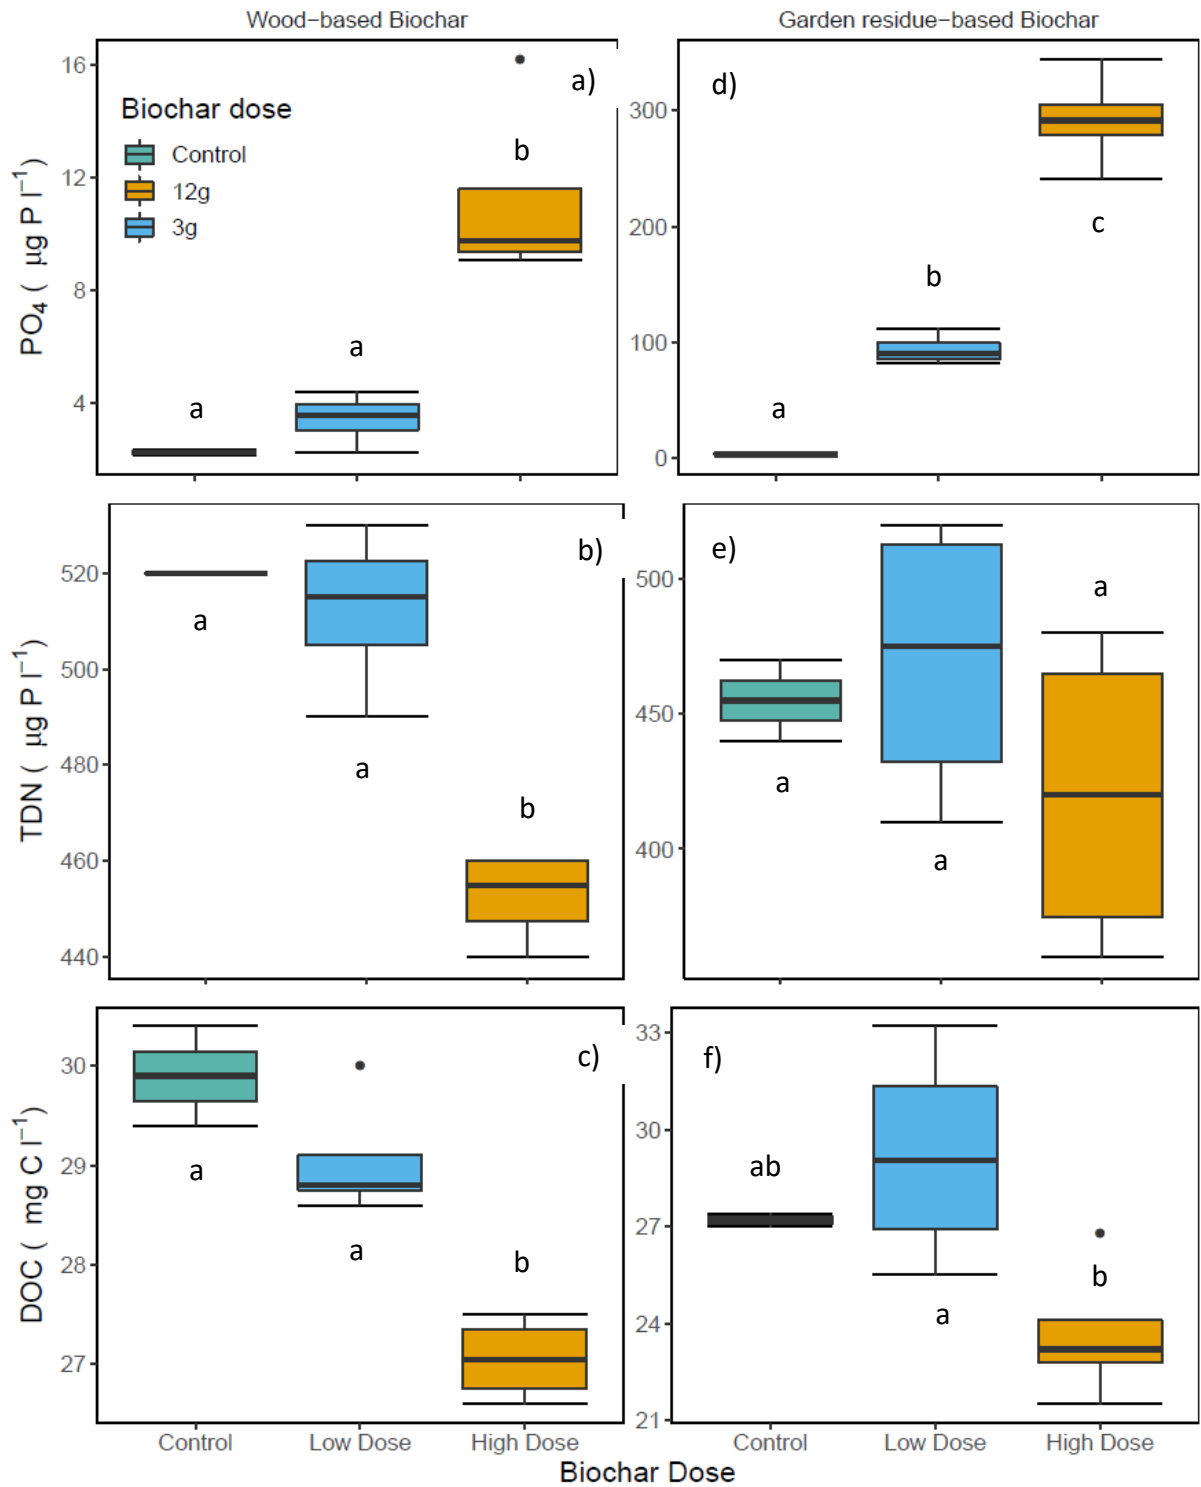 Wood−based Biochar
Garden residue−based Biochar
PO4 ( μg P l−1)
16
12
8
4
Biochar dose
Control
12g
3g
a)
a
a
b
300
200
100
0
d)
a
b
c
TDN ( μg P l−1)
520
500
480
460
440
b)
a
a
b
500
450
400
e)
a
a
a
DOC ( mg C l−1)
30
29
28
27
c)
a
a
b
33
30
27
24
21
f)
ab
a
b
Control Low Dose High Dose
Control Low Dose High Dose
Biochar Dose